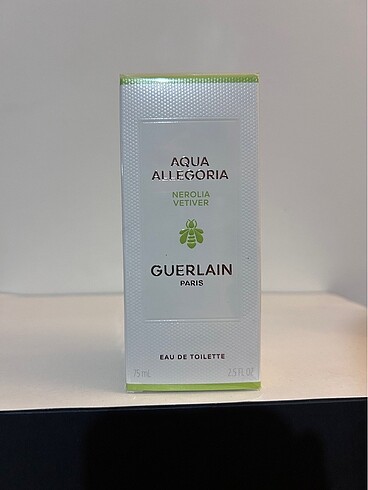 AQUA
ALLEGORIA
NEROLIA
VETIVER
GUERLAIN
PARIS
EAU DE TOILETTE
75 mL 2.5 FL OZ